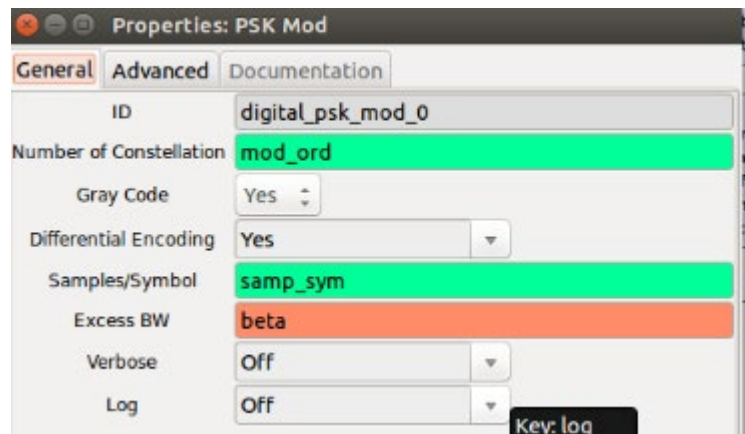 Properties: PSK Mod
General Advanced Documentation
ID digital_psk_mod_0
Number of Constellation mod_ord
Gray Code Yes
Differential Encoding Yes
Samples/Symbol samp_sym
Excess BW beta
Verbose Off
Log Off
Key: log